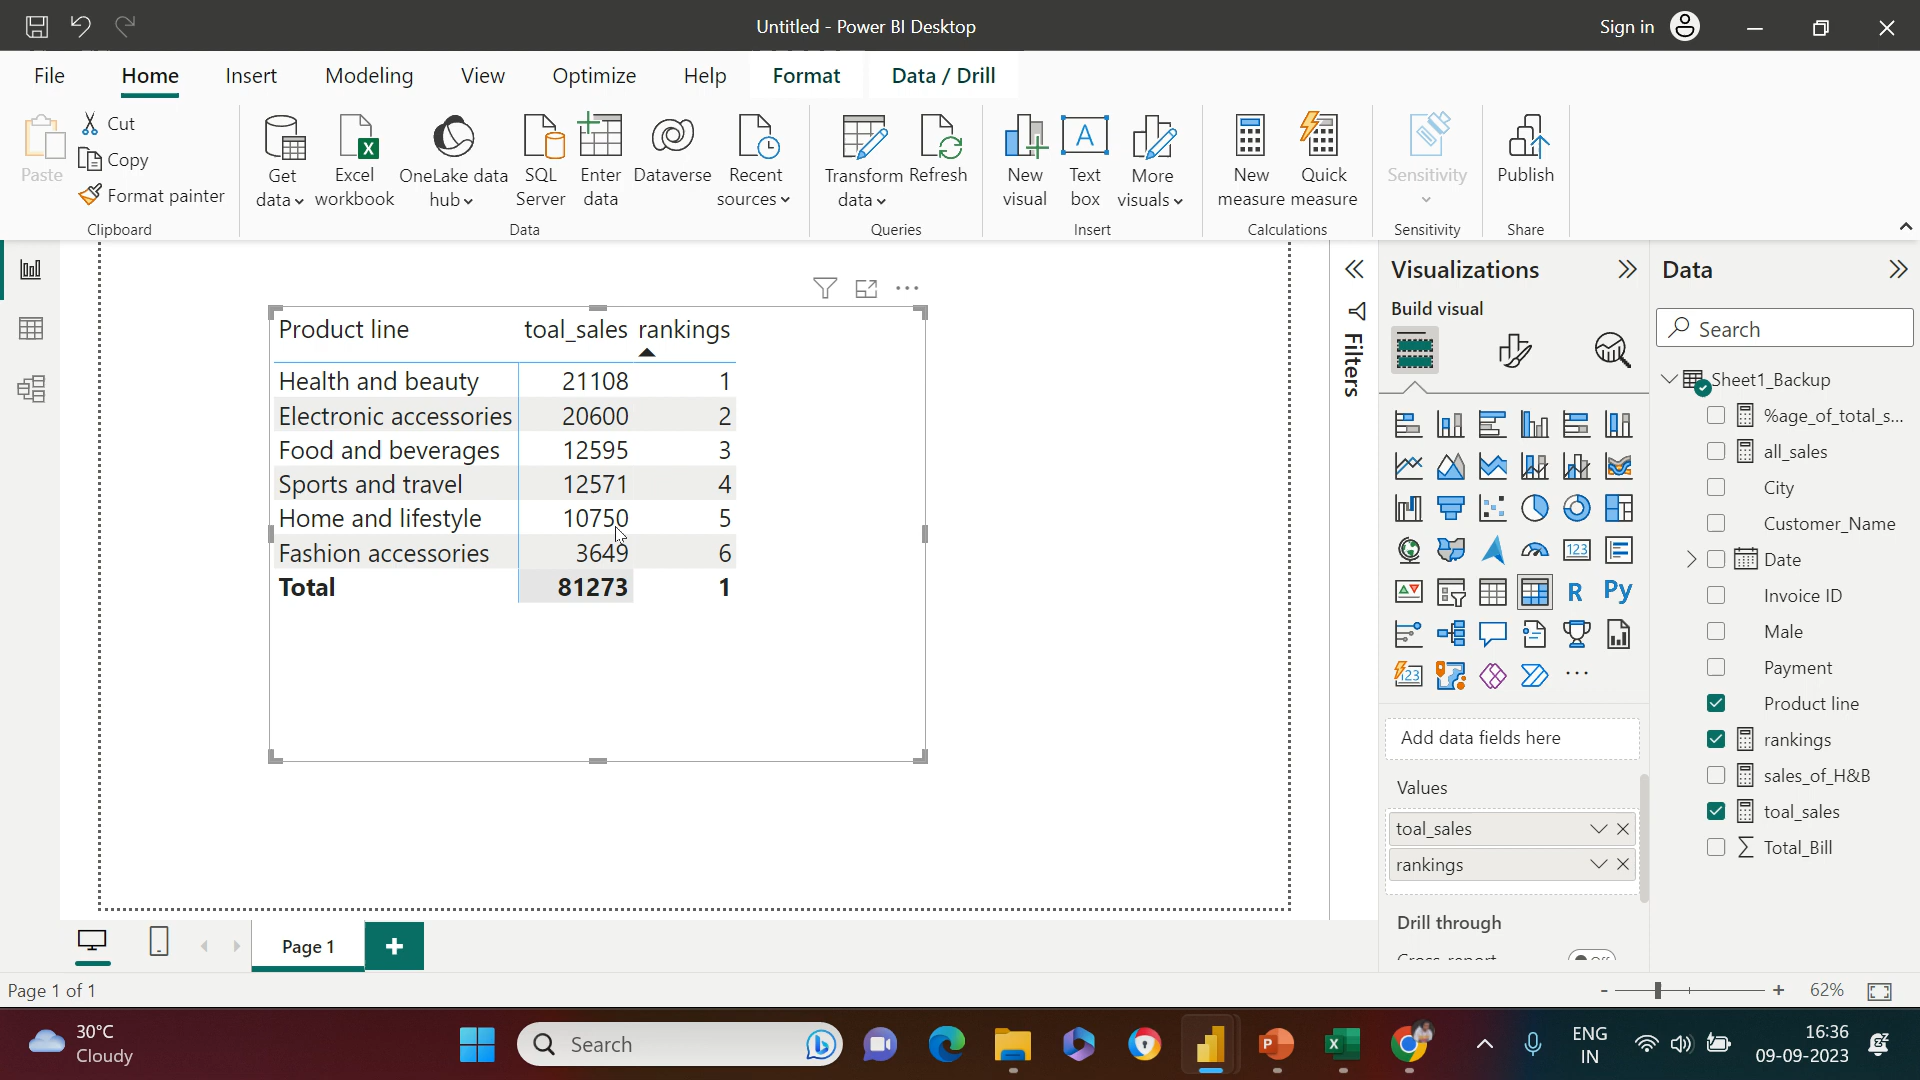 Untitled - Power BI Desktop
Sign in
File Home Insert Modeling View Optimize Help Format Data / Drill
Paste
Cut
Copy
Format painter
Clipboard
Get data
Excel workbook
OneLake data hub
SQL Server
Enter data
Dataverse
Recent sources
Data
Transform data
Refresh
Queries
New visual
A
Text box
More visuals
Insert
New measure
Quick measure
Calculations
Sensitivity
Sensitivity
Publish
Share
Product line toal_sales rankings
Health and beauty 21108 1
Electronic accessories 20600 2
Food and beverages 12595 3
Sports and travel 12571 4
Home and lifestyle 10750 5
Fashion accessories 3649 6
Total 81273 1
Filters
Visualizations
Build visual
123
R
Py
123
Add data fields here
Values
toal_sales
rankings
Drill through
Cross-report
Off
Data
Search
Sheet1_Backup
%age_of_total_s...
all_sales
City
Customer_Name
Date
Invoice ID
Male
Payment
Product line
rankings
sales_of_H&B
toal_sales
Σ Total_Bill
Page 1
+
Page 1 of 1
- + 62%
30°C
Cloudy
Search
ENG
IN
16:36
09-09-2023